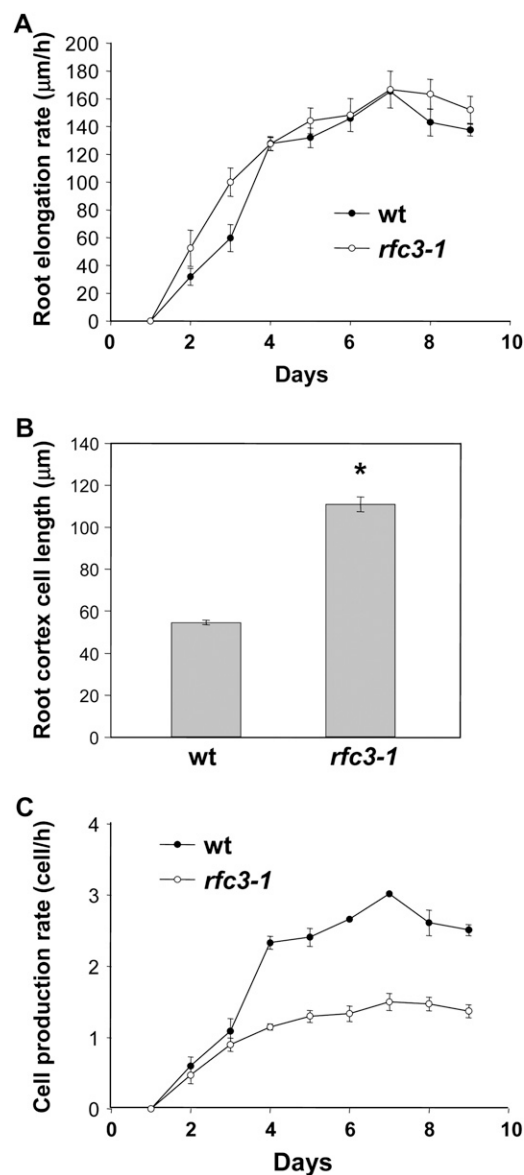 A
Root elongation rate (μm/h)
200
180
160
140
120
100
80
60
40
20
0
wt
rfc3-1
0 2 4 6 8 10
Days
B
Root cortex cell length (μm)
140
120
100
80
60
40
20
0
*
wt rfc3-1
C
Cell production rate (cell/h)
4
3
2
1
0
wt
rfc3-1
0 2 4 6 8 10
Days